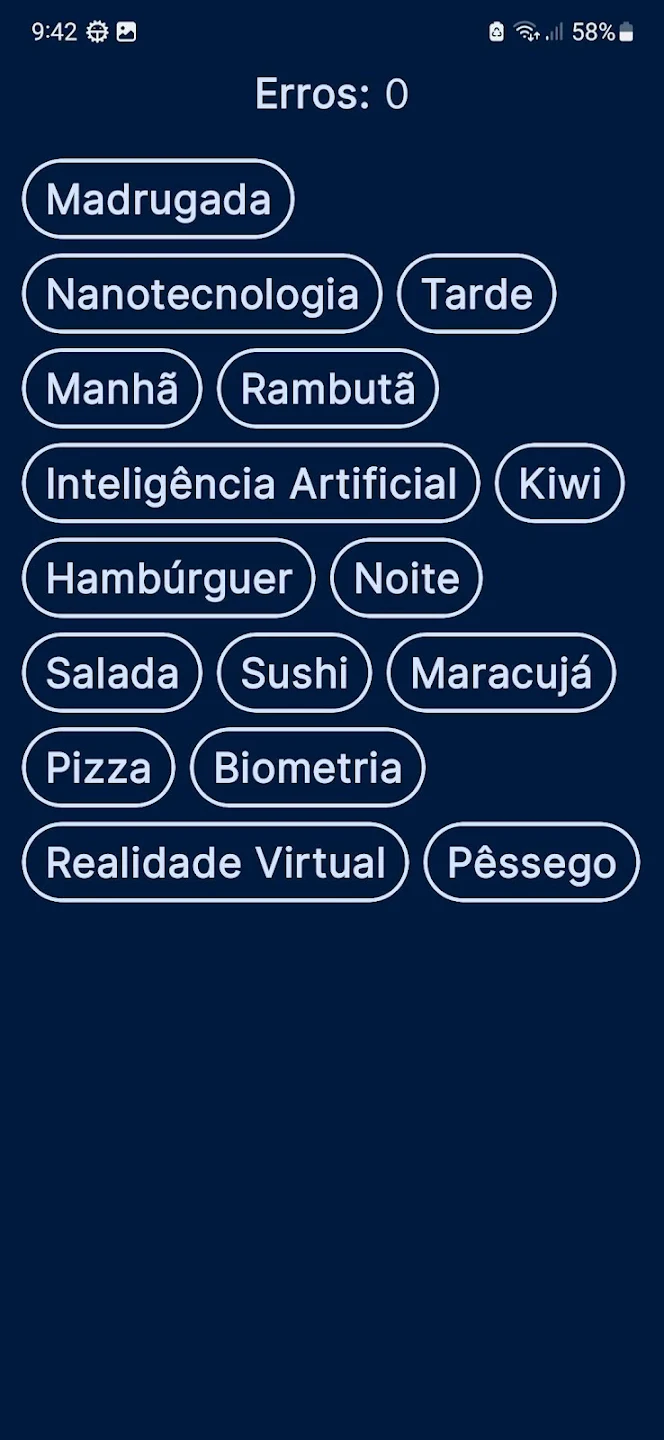 9:42 58%
Erros: 0
Madrugada
Nanotecnologia Tarde
Manhã Rambutã
Inteligência Artificial Kiwi
Hambúrguer Noite
Salada Sushi Maracujá
Pizza Biometria
Realidade Virtual Pêssego